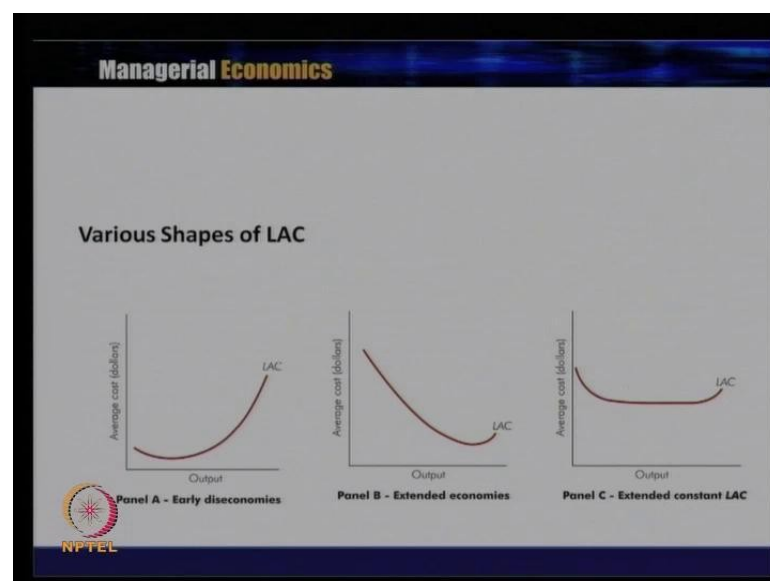 Managerial Economics
Various Shapes of LAC
Average cost (dollars)
LAC
Output
Panel A – Early diseconomies
Average cost (dollars)
LAC
Output
Panel B – Extended economies
Average cost (dollars)
LAC
Output
Panel C – Extended constant LAC
NPTEL